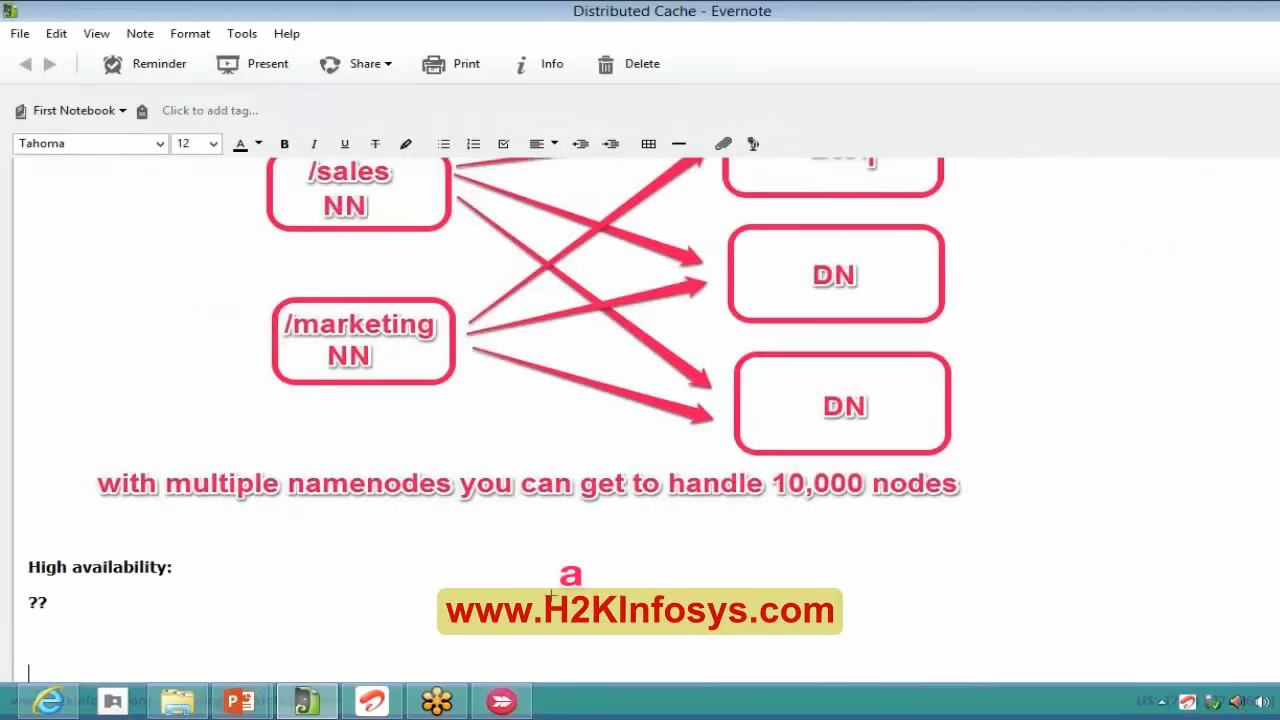 Distributed Cache - Evernote
File Edit View Note Format Tools Help
Reminder Present Share Print Info Delete
First Notebook Click to add tag...
Tahoma 12 A B I U T
/sales
NN
DN
/marketing
NN
DN
with multiple namenodes you can get to handle 10,000 nodes
High availability:
a
??
www.H2KInfosys.com